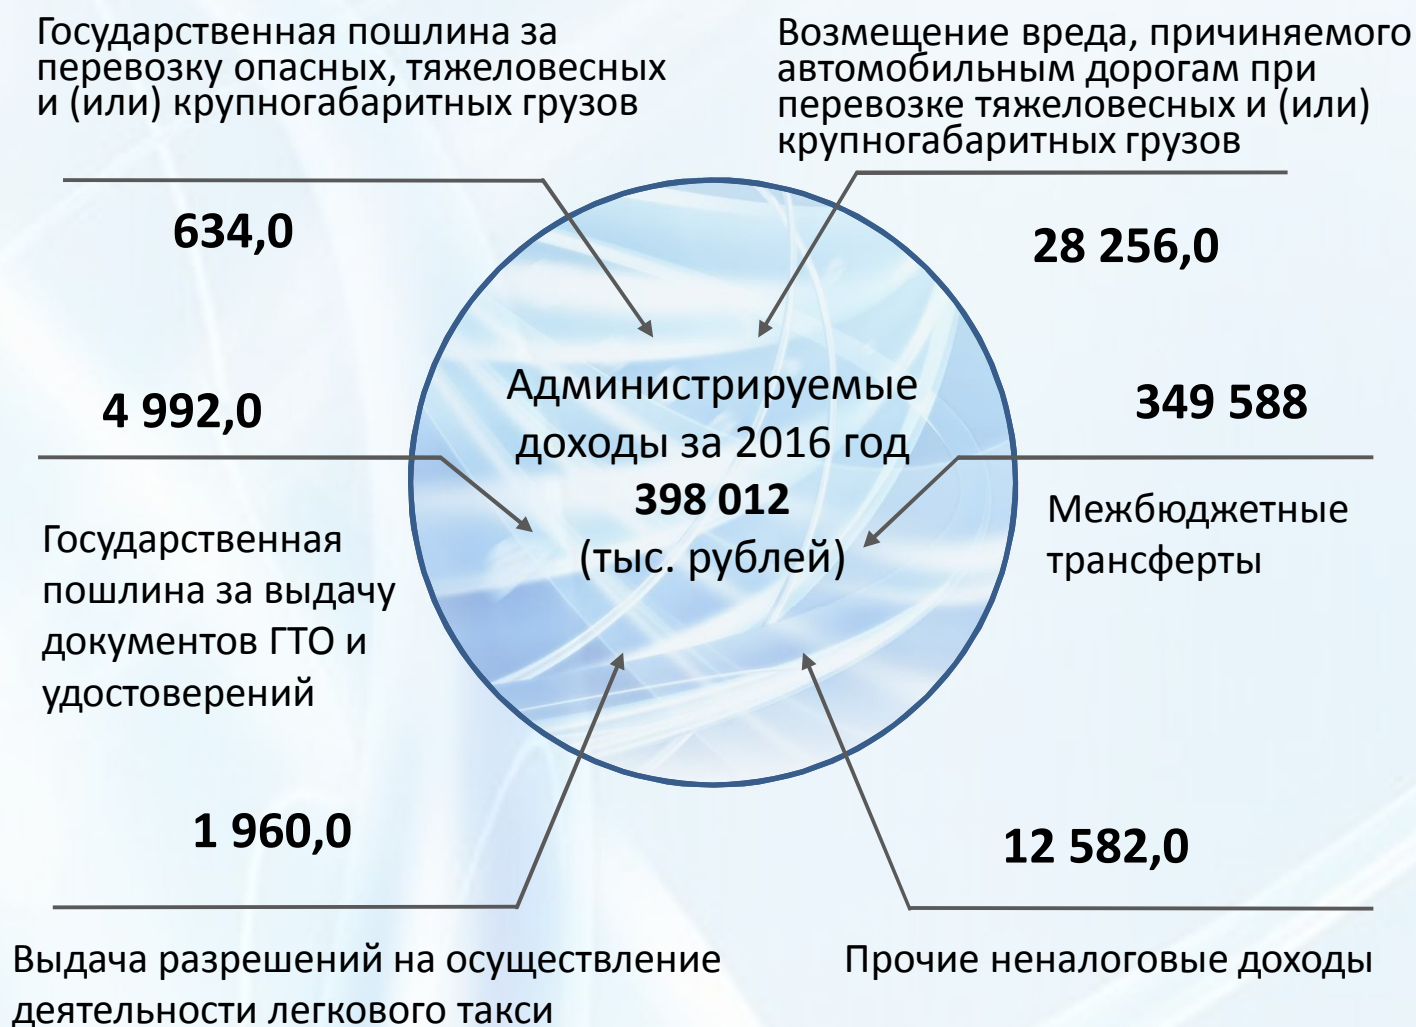 Государственная пошлина за
перевозку опасных, тяжеловесных
и (или) крупногабаритных грузов
634,0
Возмещение вреда, причиняемого
автомобильным дорогам при
перевозке тяжеловесных и (или)
крупногабаритных грузов
28 256,0
Администрируемые
доходы за 2016 год
398 012
(тыс. рублей)
4 992,0
Государственная
пошлина за выдачу
документов ГТО и
удостоверений
349 588
Межбюджетные
трансферты
1 960,0
Выдача разрешений на осуществление
деятельности легкового такси
12 582,0
Прочие неналоговые доходы